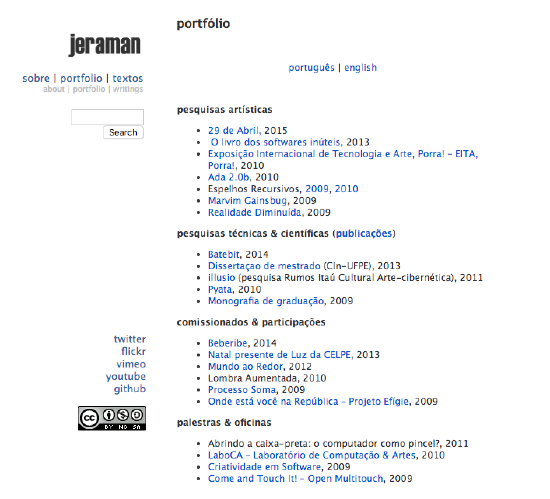 jeraman
sobre | portfolio | textos
about | portfolio | writings
Search
twitter
flickr
vimeo
youtube
github
CC BY NC SA
portfólio
português | english
pesquisas artísticas
29 de Abril, 2015
O livro dos softwares inúteis, 2013
Exposição Internacional de Tecnologia e Arte, Porra! – EITA,
Porra!, 2010
Ada 2.0b, 2010
Espelhos Recursivos, 2009, 2010
Marvim Gainsbug, 2009
Realidade Diminuída, 2009
pesquisas técnicas & científicas (publicações)
Batebit, 2014
Dissertaçao de mestrado (CIn-UFPE), 2013
illusio (pesquisa Rumos Itaú Cultural Arte-cibernética), 2011
Pyata, 2010
Monografia de graduação, 2009
comissionados & participações
Beberibe, 2014
Natal presente de Luz da CELPE, 2013
Mundo ao Redor, 2012
Lombra Aumentada, 2010
Processo Soma, 2009
Onde está você na República – Projeto Efígie, 2009
palestras & oficinas
Abrindo a caixa-preta: o computador como pincel?, 2011
LaboCA – Laboratório de Computação & Artes, 2010
Criatividade em Software, 2009
Come and Touch It! – Open Multitouch, 2009